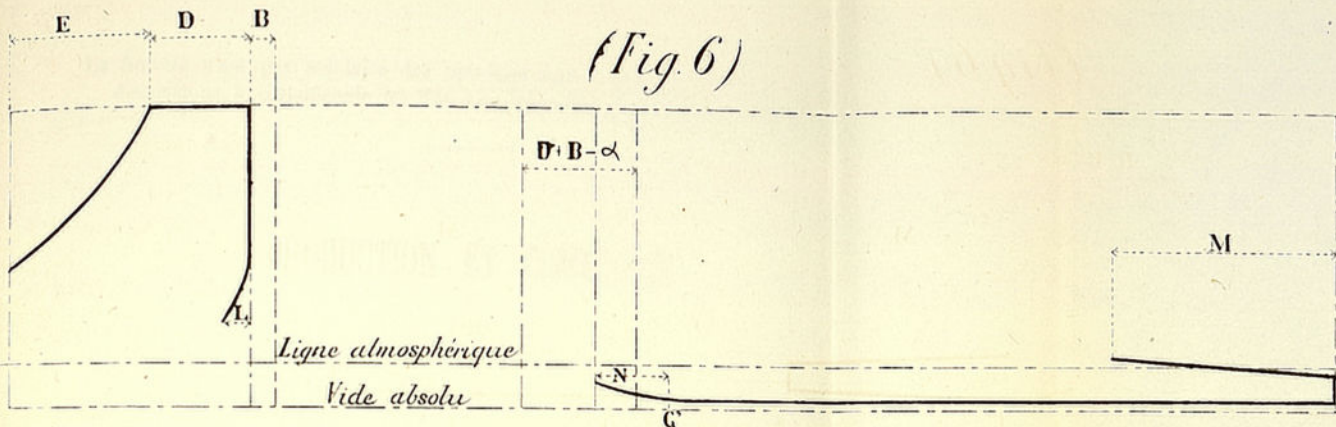 E D B
(Fig. 6)
D+B-α
M
L
Ligne atmosphérique
N
Vide absolu
G'